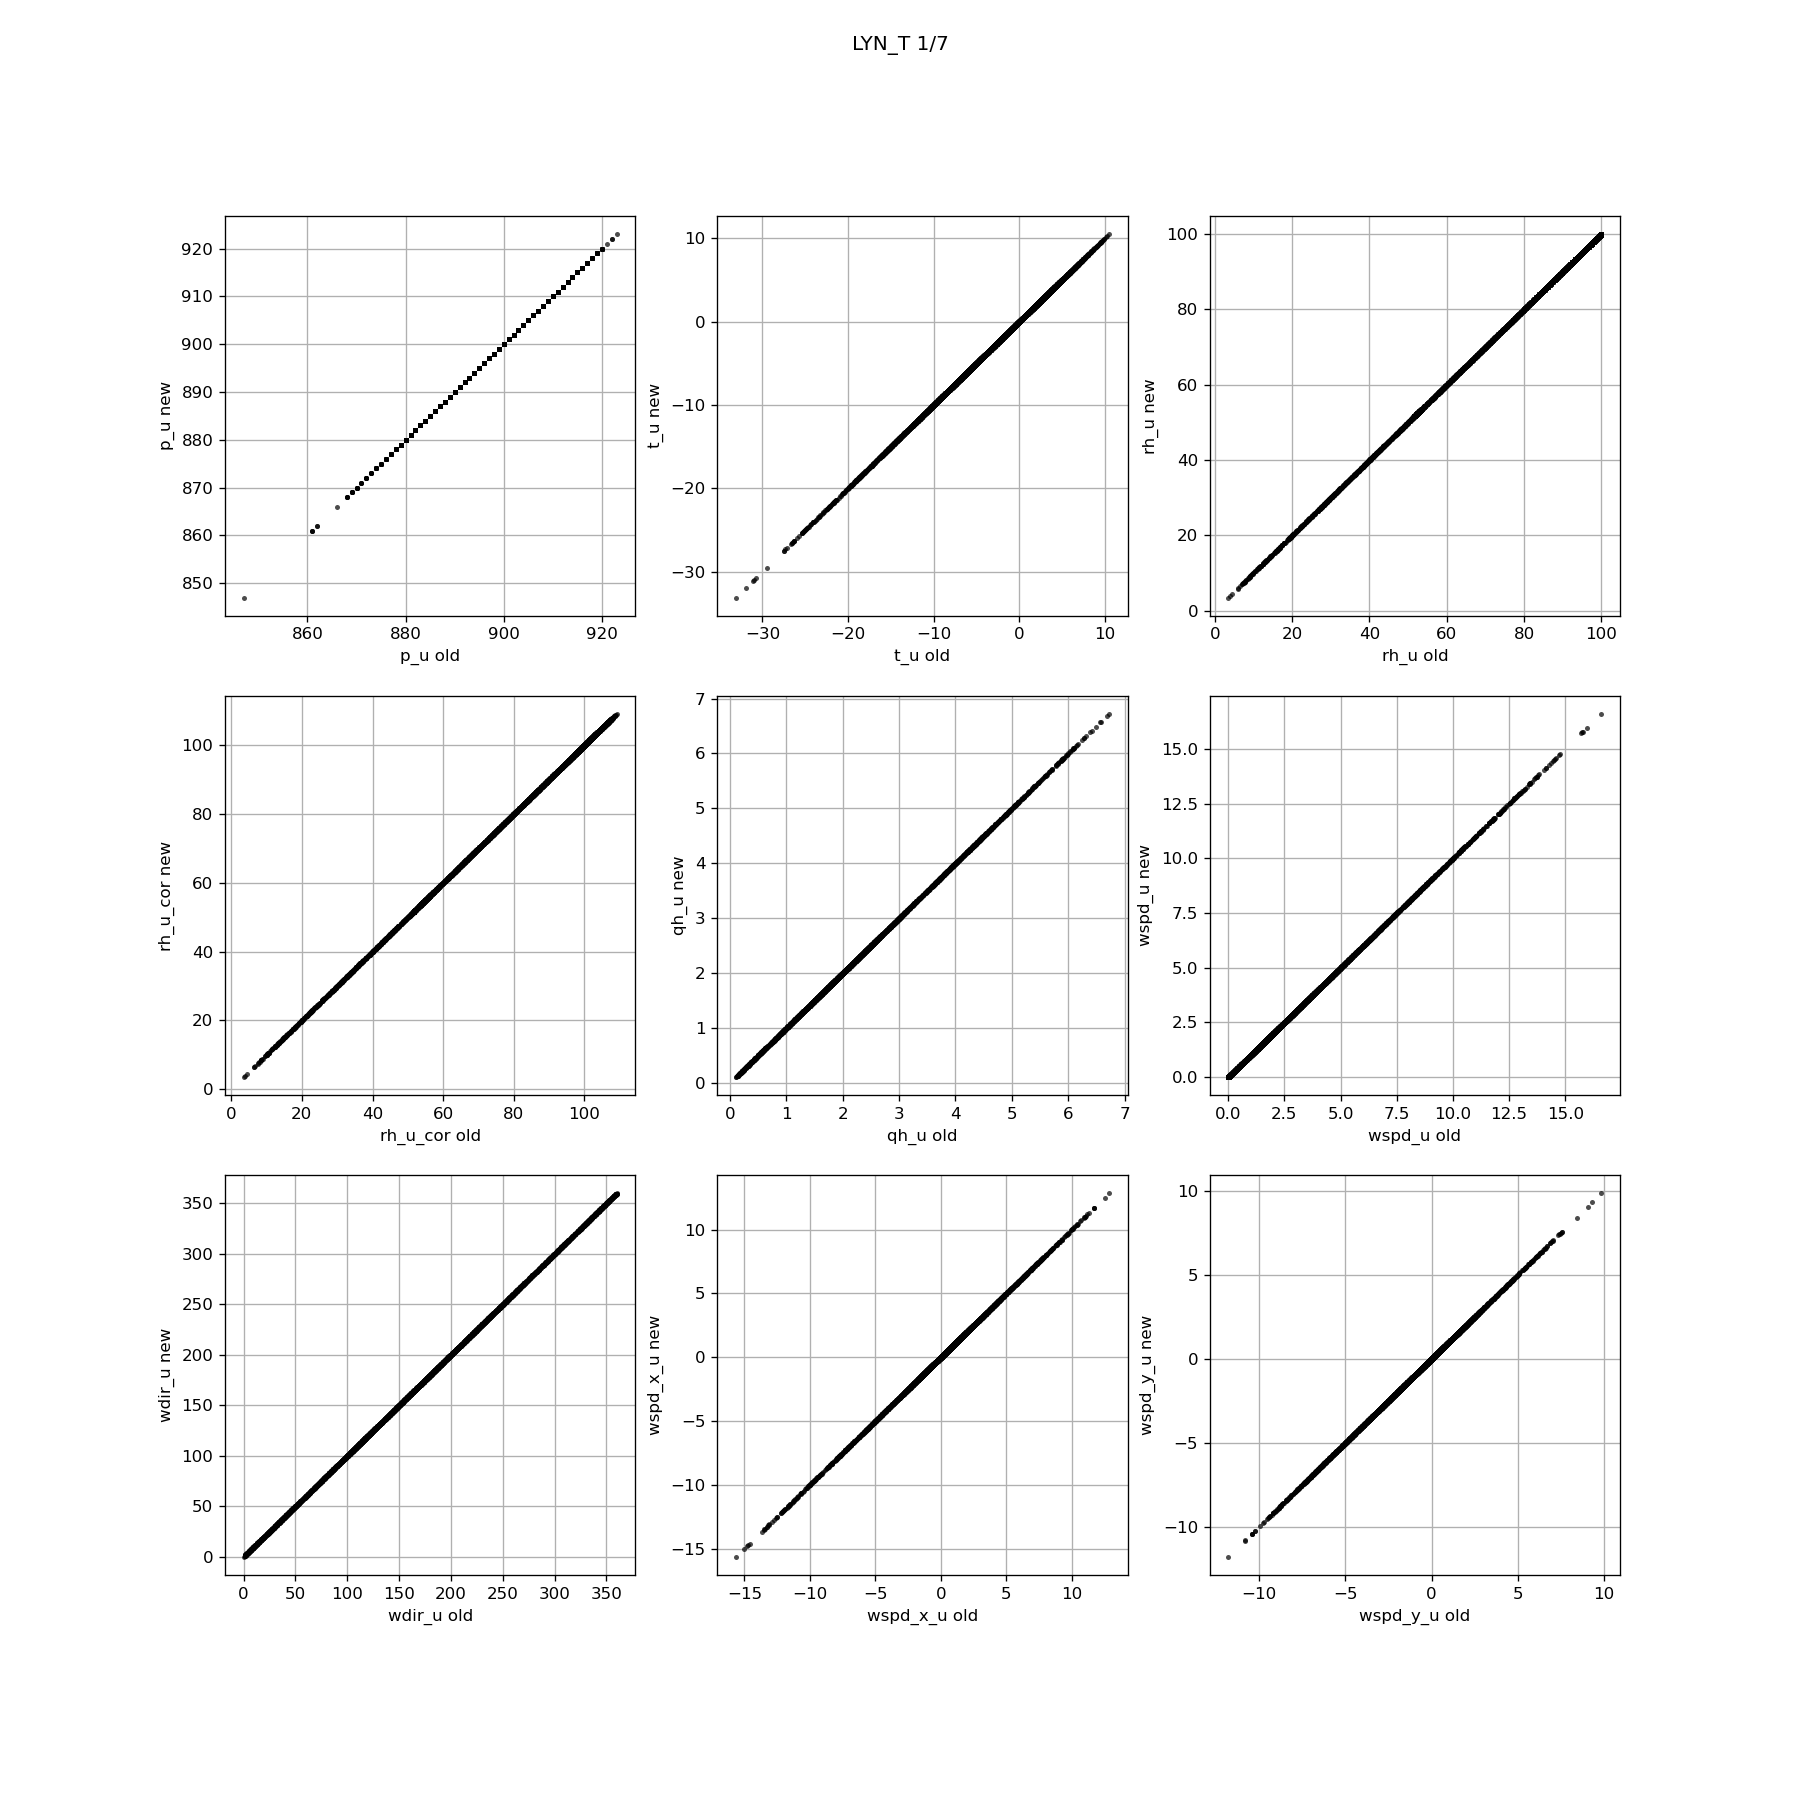 LYN_T 1/7
920
910
900
890
880
870
860
850
p_u new
860 880 900 920
p_u old
10
0
−10
−20
−30
t_u new
−30 −20 −10 0 10
t_u old
100
80
60
40
20
0
rh_u new
0 20 40 60 80 100
rh_u old
100
80
60
40
20
0
rh_u_cor new
0 20 40 60 80 100
rh_u_cor old
7
6
5
4
3
2
1
0
qh_u new
0 1 2 3 4 5 6 7
qh_u old
15.0
12.5
10.0
7.5
5.0
2.5
0.0
wspd_u new
0.0 2.5 5.0 7.5 10.0 12.5 15.0
wspd_u old
350
300
250
200
150
100
50
0
wdir_u new
0 50 100 150 200 250 300 350
wdir_u old
10
5
0
−5
−10
−15
wspd_x_u new
−15 −10 −5 0 5 10
wspd_x_u old
10
5
0
−5
−10
wspd_y_u new
−10 −5 0 5 10
wspd_y_u old